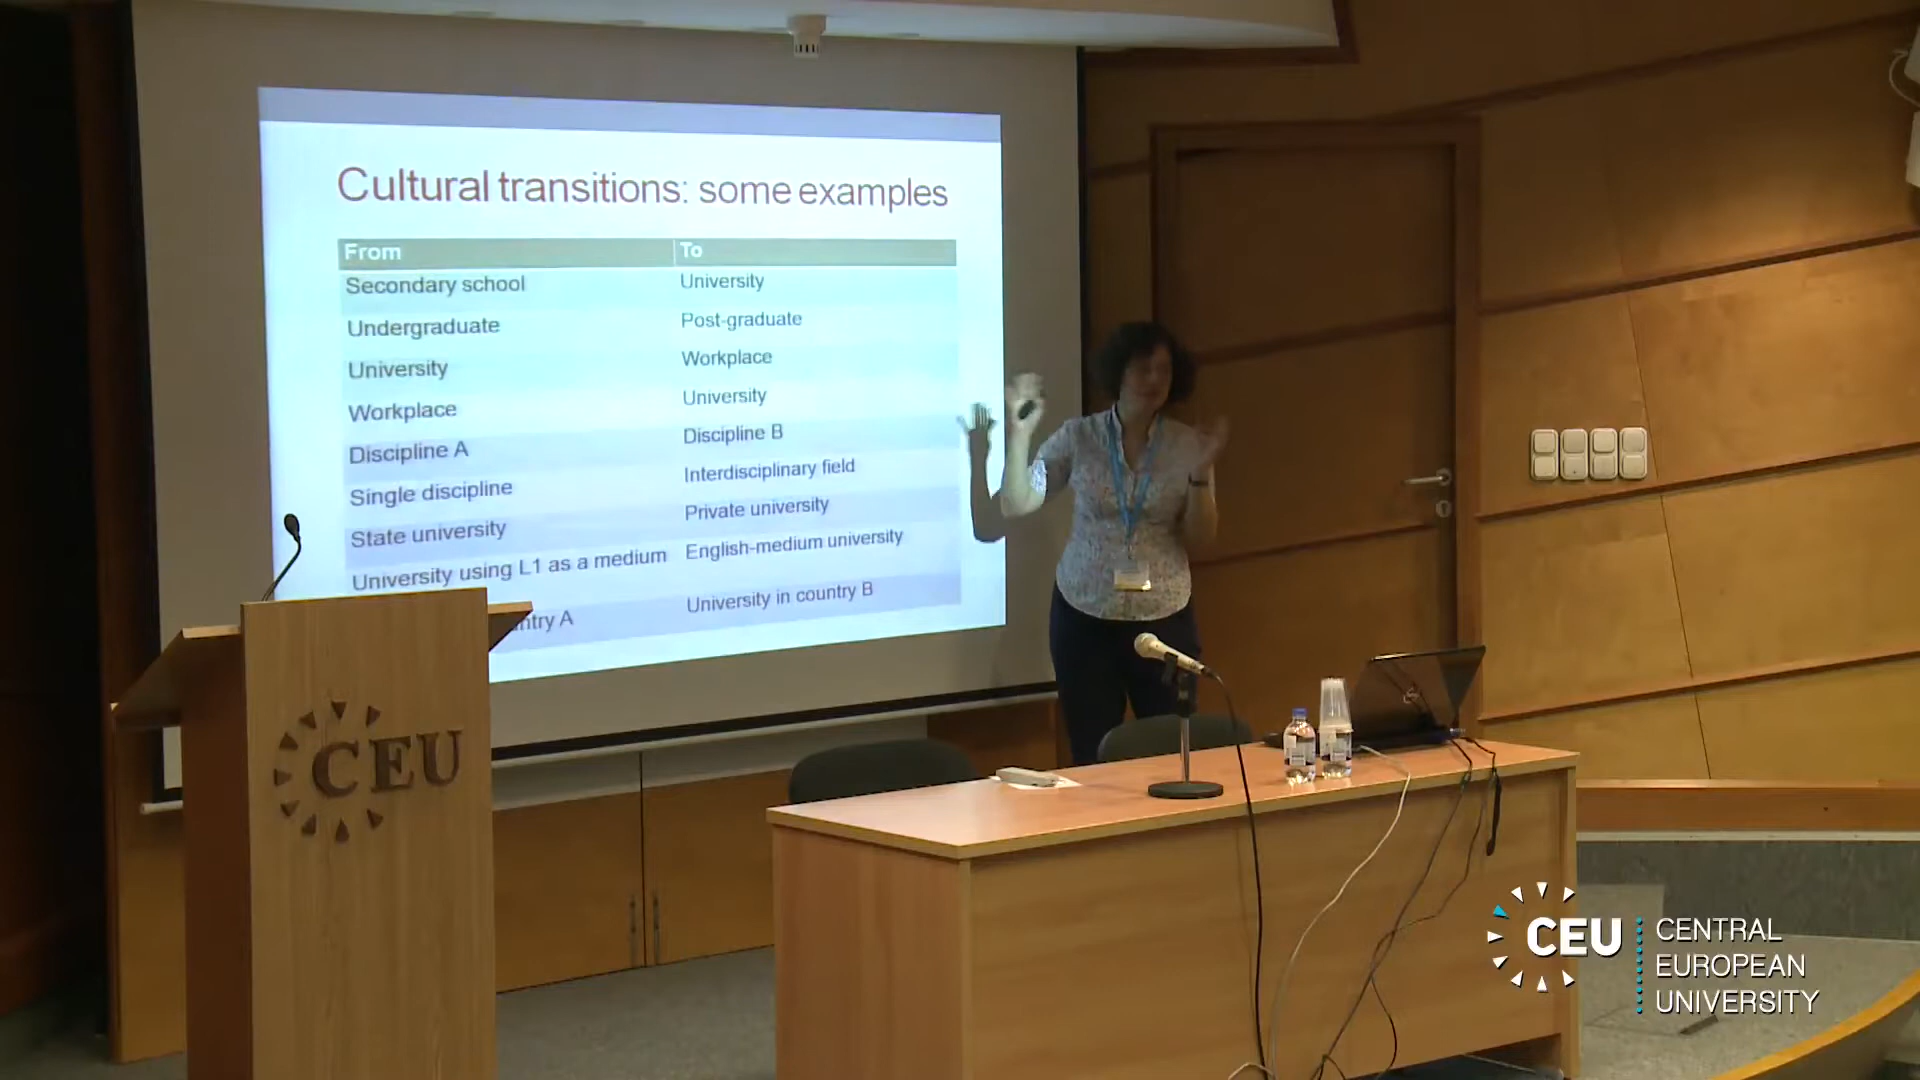 Cultural transitions: some examples
From To
Secondary school University
Undergraduate Post-graduate
University Workplace
Workplace University
Discipline A Discipline B
Single discipline Interdisciplinary field
State university Private university
University using L1 as a medium English-medium university
A University in country B
CEU
CEU
CENTRAL
EUROPEAN
UNIVERSITY